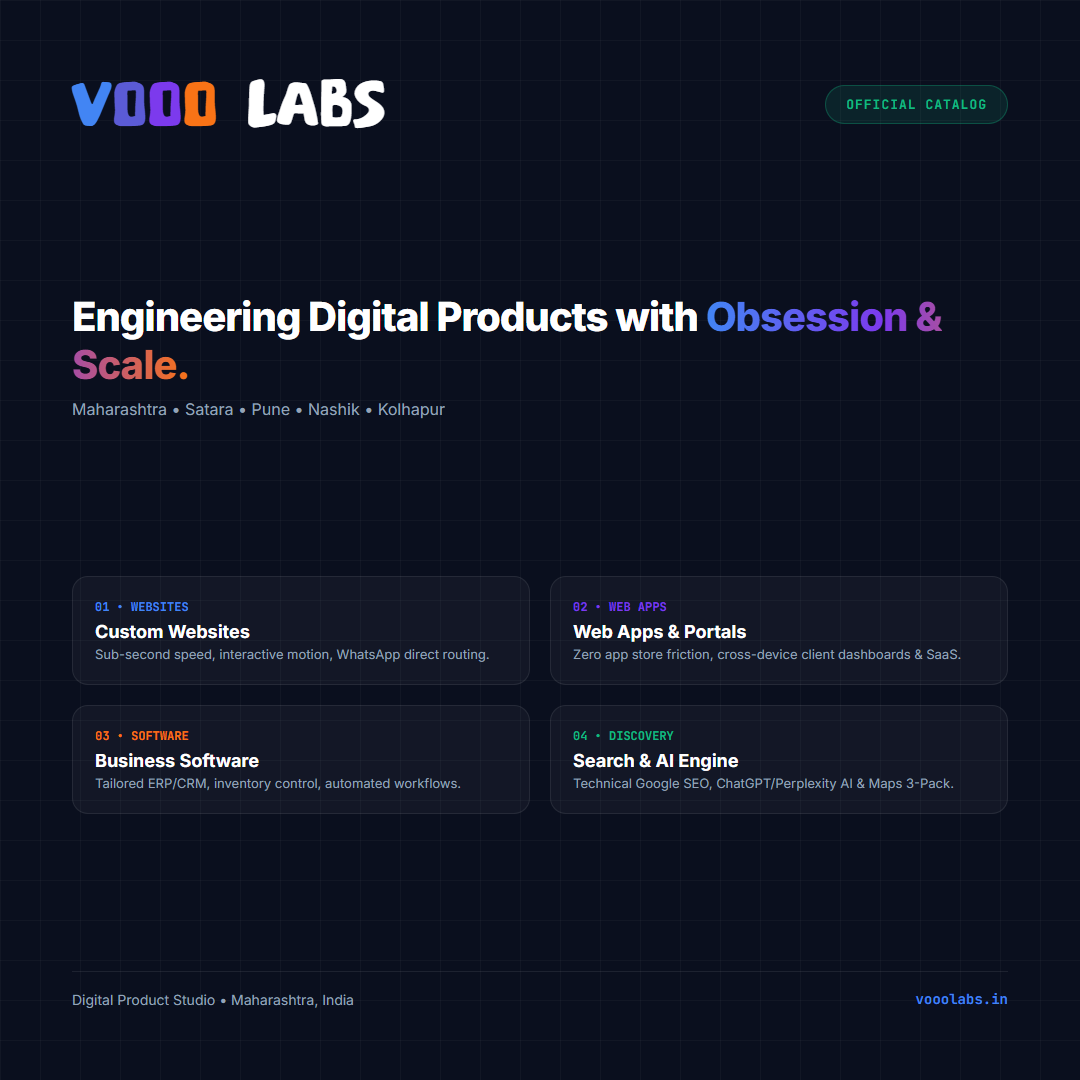 VOOO LABS
OFFICIAL CATALOG
Engineering Digital Products with Obsession &
Scale.
Maharashtra • Satara • Pune • Nashik • Kolhapur
01 • WEBSITES
Custom Websites
Sub-second speed, interactive motion, WhatsApp direct routing.
02 • WEB APPS
Web Apps & Portals
Zero app store friction, cross-device client dashboards & SaaS.
03 • SOFTWARE
Business Software
Tailored ERP/CRM, inventory control, automated workflows.
04 • DISCOVERY
Search & AI Engine
Technical Google SEO, ChatGPT/Perplexity AI & Maps 3-Pack.
Digital Product Studio • Maharashtra, India
vooolabs.in